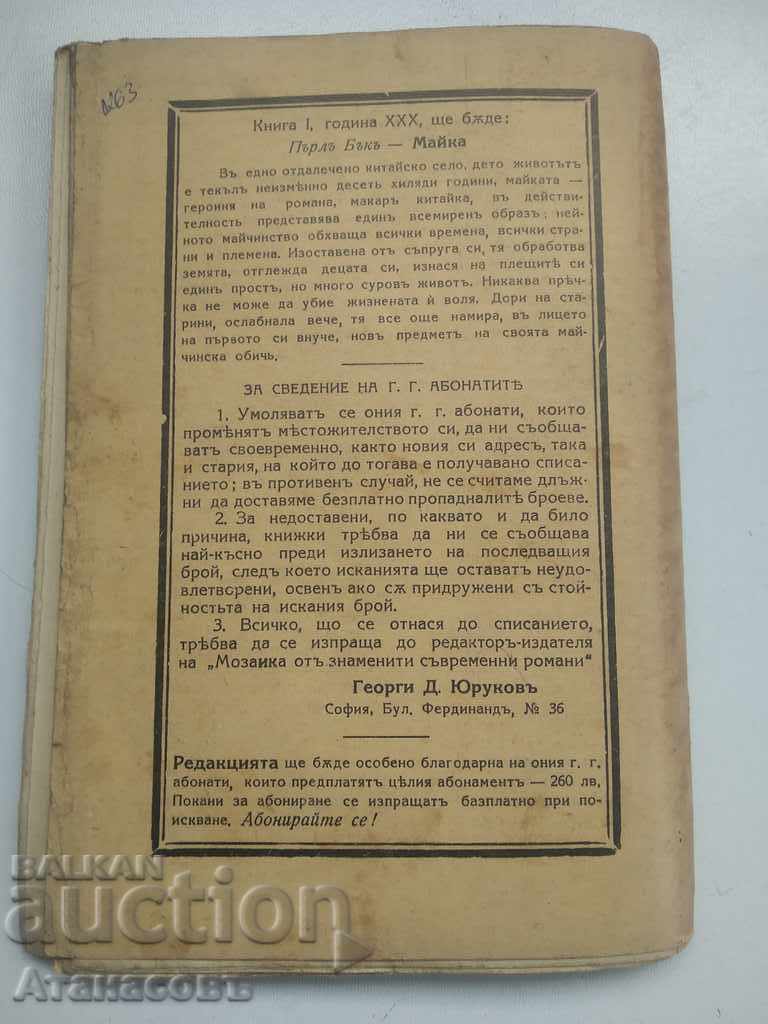 №263
Книга I, година XXX, ще бѫде:
Пърлъ Бъкъ — Майка
Въ едно отдалечено китайско село, дето животътъ
е текълъ неизмѣнно десеть хиляди години, майката —
героиня на романа, макаръ китайка, въ действи-
телность представява единъ всемиренъ образъ; ней-
ното майчинство обхваща всички времена, всички стра-
ни и племена. Изоставена отъ съпруга си, тя обработва
земята, отглежда децата си, изнася на плещитѣ си
единъ простъ, но много суровъ животъ. Никаква прѣч-
ка не може да убие жизнената ѝ воля. Дори на ста-
рини, ослабнала вече, тя все още намира, въ лицето
на първото си внуче, новъ предметъ на своята май-
чинска обичь.
ЗА СВЕДЕНИЕ НА Г. Г. АБОНАТИТѢ
1. Умоляватъ се ония г. г. абонати, които
промѣнятъ мѣстожителството си, да ни съобща-
ватъ своевременно, както новия си адресъ, така
и стария, на който до тогава е получавано списа-
нието; въ противенъ случай, не се считаме длъж-
ни да доставяме безплатно пропадналитѣ броеве.
2. За недоставени, по каквато и да било
причина, книжки трѣбва да ни се съобщава
най-късно преди излизането на последващия
брой, следъ което исканията ще оставатъ неудо-
влетворени, освенъ ако сѫ придружени съ стой-
ностьта на искания брой.
3. Всичко, що се отнася до списанието,
трѣбва да се изпраща до редакторъ-издателя
на „Мозаика отъ знаменити съвременни романи“
Георги Д. Юруковъ
София, Бул. Фердинандъ, № 36
Редакцията ще бѫде особено благодарна на ония г. г.
абонати, които предплатятъ цѣлия абонаментъ — 260 лв.
Покани за абониране се изпращатъ базплатно при по-
искване. Абонирайте се!
BALKAN
auction
Атанасовъ